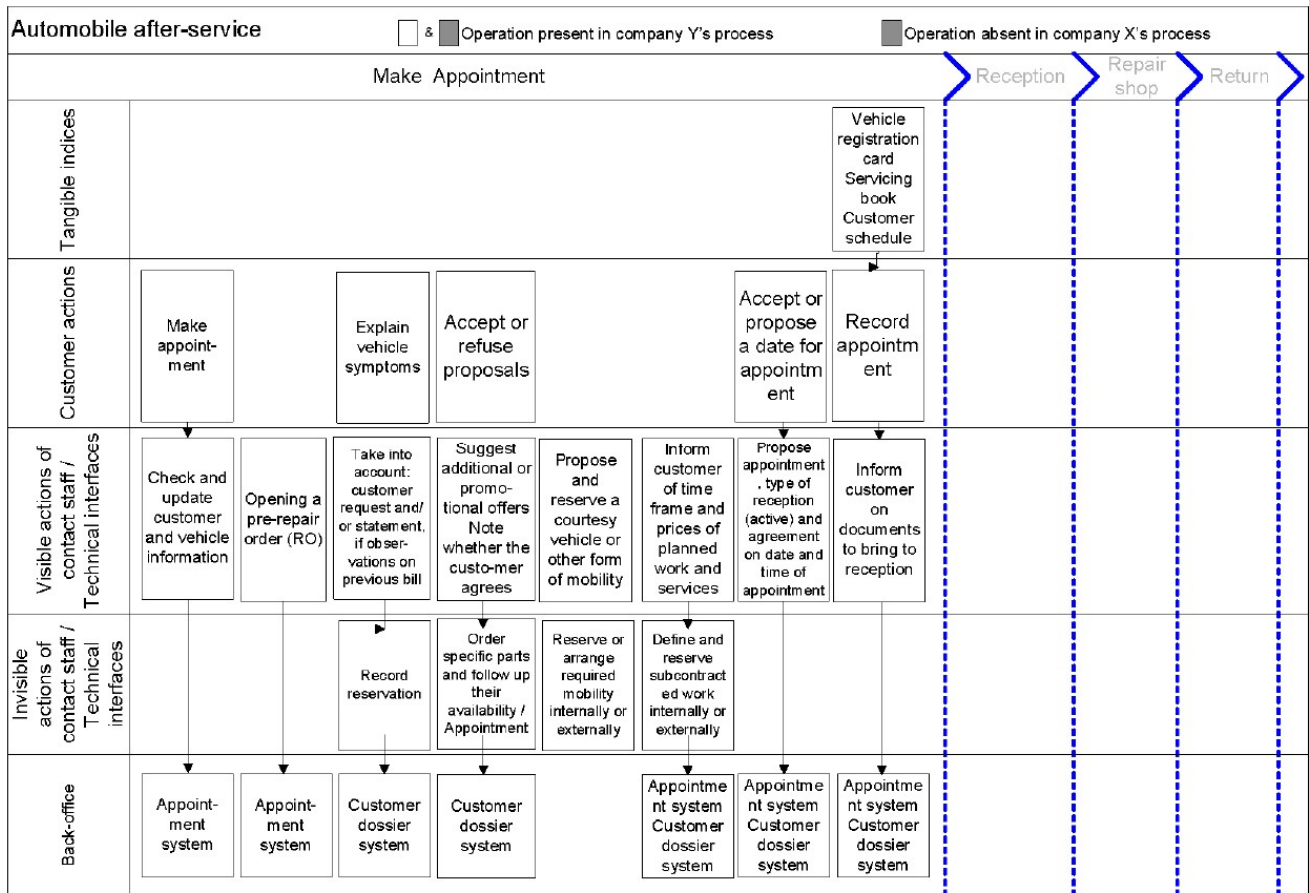 Automobile after-service
& Operation present in company Y's process
Operation absent in company X's process
Make Appointment
Reception
Repair
shop
Return
Tangible indices
Vehicle
registration
card
Servicing
book
Customer
schedule
Customer actions
Make
appoint-
ment
Explain
vehicle
symptoms
Accept or
refuse
proposals
Accept or
propose
a date for
appointm
ent
Record
appointm
ent
Visible actions of
contact staff /
Technical interfaces
Check and
update
customer
and vehicle
information
Opening a
pre-repair
order (RO)
Take into
account:
customer
request and/
or statement,
if obser-
vations on
previous bill
Suggest
additional or
promo-
tional offers
Note
whether the
custo-mer
agrees
Propose
and
reserve a
courtesy
vehicle or
other form
of mobility
Inform
customer
of time
frame and
prices of
planned
work and
services
Propose
appointment
, type of
reception
(active) and
agreement
on date and
time of
appointment
Inform
customer
on
documents
to bring to
reception
Invisible
actions of
contact staff /
Technical
interfaces
Record
reservation
Order
specific parts
and follow up
their
availability /
Appointment
Reserve or
arrange
required
mobility
internally or
externally
Define and
reserve
subcontract
ed work
internally or
externally
Back-office
Appoint-
ment
system
Appoint-
ment
system
Customer
dossier
system
Customer
dossier
system
Appointme
nt system
Customer
dossier
system
Appointme
nt system
Customer
dossier
system
Appointme
nt system
Customer
dossier
system